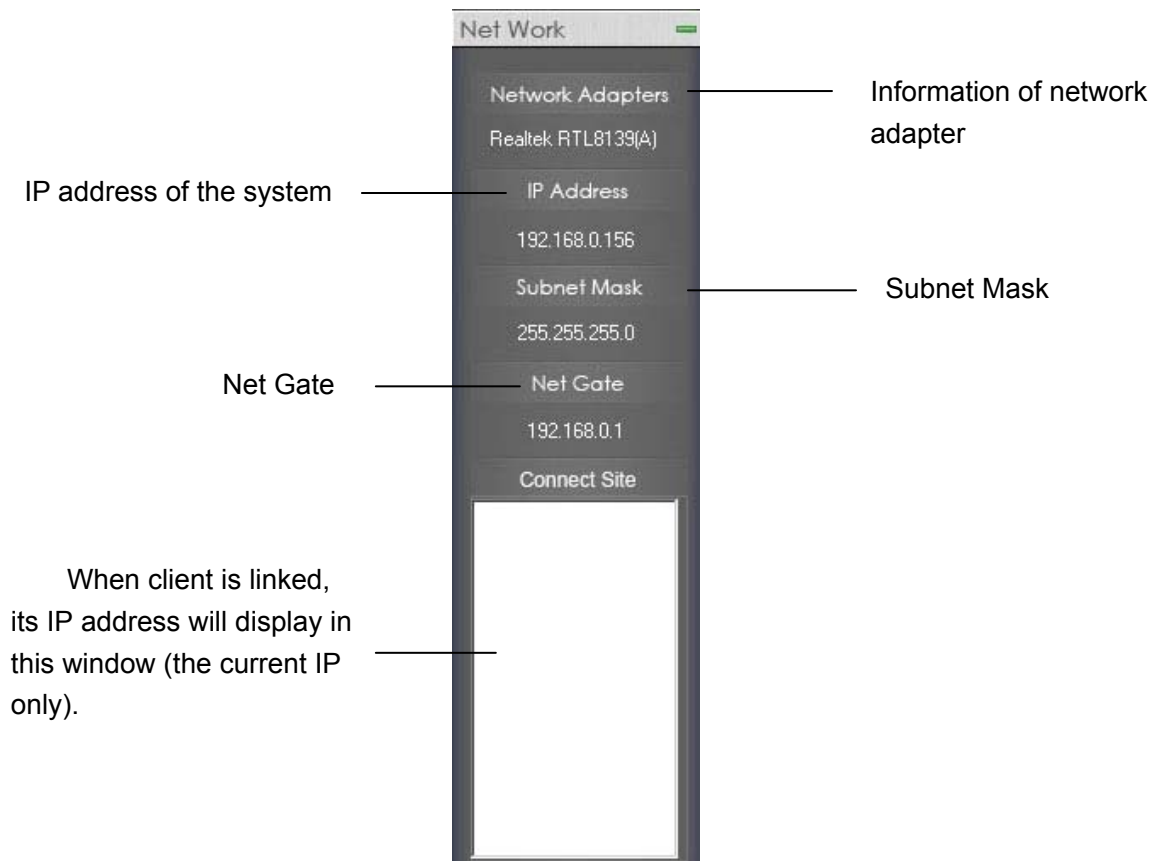 Net Work
Network Adapters
Information of network
adapter
Realtek RTL8139(A)
IP address of the system
IP Address
192.168.0.156
Subnet Mask
Subnet Mask
255.255.255.0
Net Gate
Net Gate
192.168.0.1
Connect Site
When client is linked,
its IP address will display in
this window (the current IP
only).